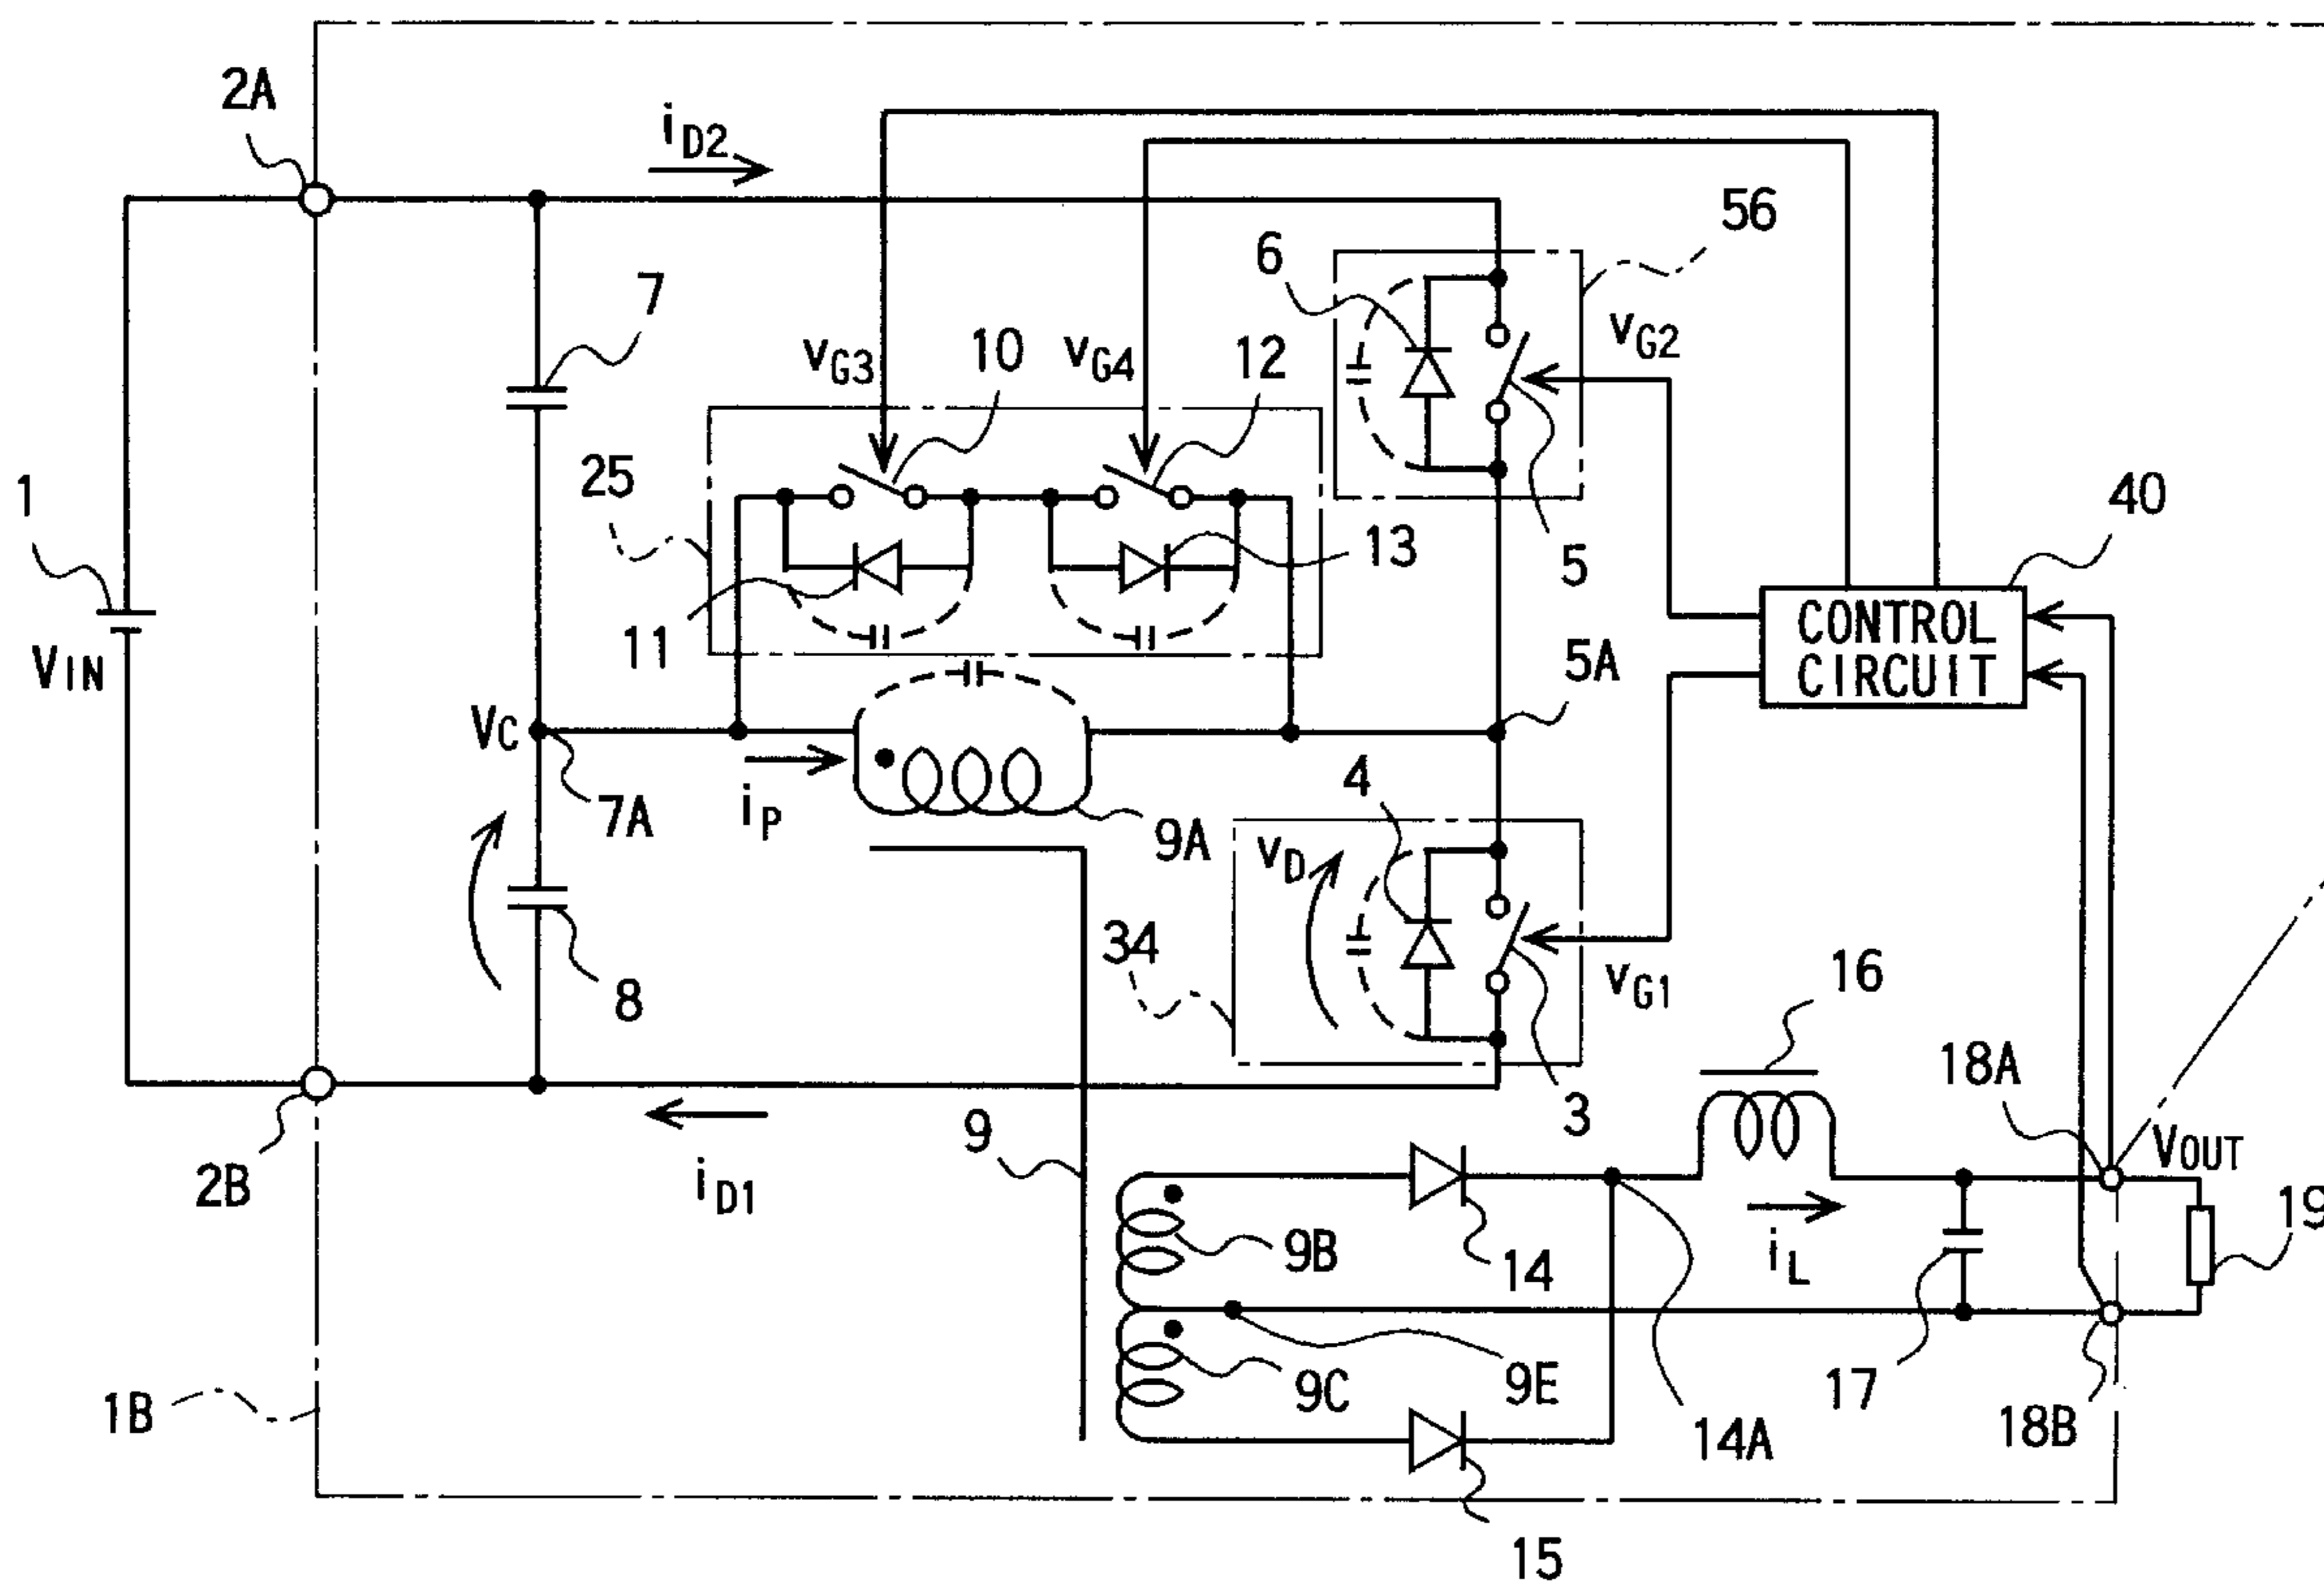 2A
iD2
56
6
7
vG3
10
vG4
12
vG2
1
25
40
13
5
VIN
11
CONTROL
CIRCUIT
5A
VC
4
7A
iP
9A
vD
34
16
8
vG1
18A
9
3
VOUT
2B
iD1
19
9B
14
iL
9C
9E
17
1B
14A
18B
15